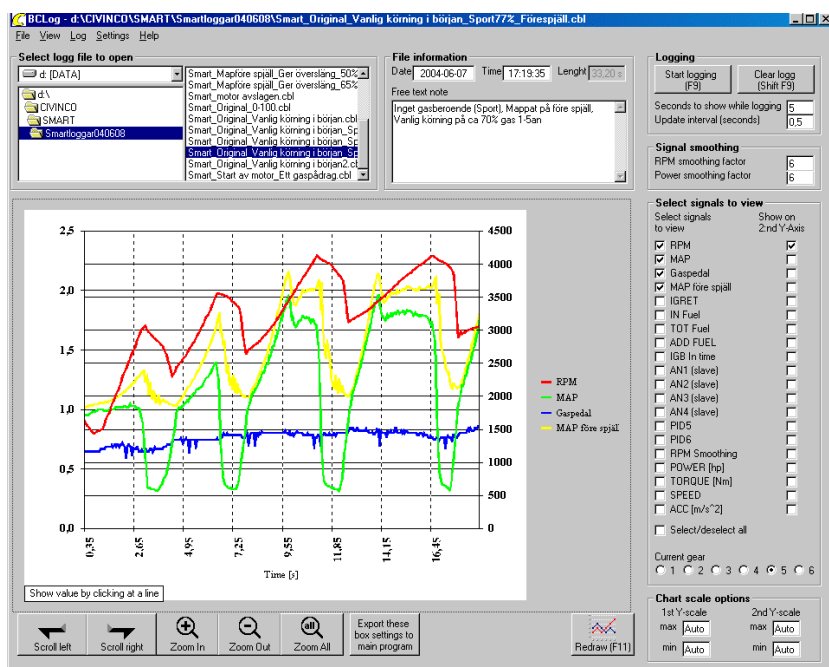 BCLog - d:\CIVINCO\SMART\Smartloggar040608\Smart_Original_Vanlig körning i början_Sport77%_Förespjäll.cbl
File View Log Settings Help
Select logg file to open
d: [DATA]
d:\
CIVINCO
SMART
Smartloggar040608
Smart_Mapföre spjäll_Ger översläng_50%
Smart_Mapföre spjäll_Ger översläng_65%
Smart_motor avslagen.cbl
Smart_Original_0-100.cbl
Smart_Original_Vanlig körning i början.cbl
Smart_Original_Vanlig körning i början_Sp
Smart_Original_Vanlig körning i början_Sp
Smart_Original_Vanlig körning i början_Sp
Smart_Original_Vanlig körning i början2.cl
Smart_Start av motor_Ett gaspådrag.cbl
File information
Date 2004-06-07 Time 17:19:35 Lenght 33,20 s
Free text note
Inget gasberoende (Sport), Mappat på före spjäll,
Vanlig körning på ca 70% gas 1-5an
Logging
Start logging (F9)
Clear logg (Shift F9)
Seconds to show while logging 5
Update interval (seconds) 0,5
Signal smoothing
RPM smoothing factor 6
Power smoothing factor 6
Select signals to view
Select signals to view
Show on 2:nd Y-Axis
RPM
MAP
Gaspedal
MAP före spjäll
IGRET
IN Fuel
TOT Fuel
ADD FUEL
IGB In time
AN1 (slave)
AN2 (slave)
AN3 (slave)
AN4 (slave)
PID5
PID6
RPM Smoothing
POWER [hp]
TORQUE [Nm]
SPEED
ACC [m/s^2]
Select/deselect all
Current gear
1 2 3 4 5 6
Chart scale options
1st Y-scale 2nd Y-scale
max Auto max Auto
min Auto min Auto
2,5
2,0
1,5
1,0
0,5
0,0
4500
4000
3500
3000
2500
2000
1500
1000
500
0
0,35
2,65
4,95
7,25
9,55
11,85
14,15
16,45
Time [s]
RPM
MAP
Gaspedal
MAP före spjäl
Show value by clicking at a line
Scroll left
Scroll right
Zoom In
Zoom Out
all
Zoom All
Export these
box settings to
main program
Redraw (F11)